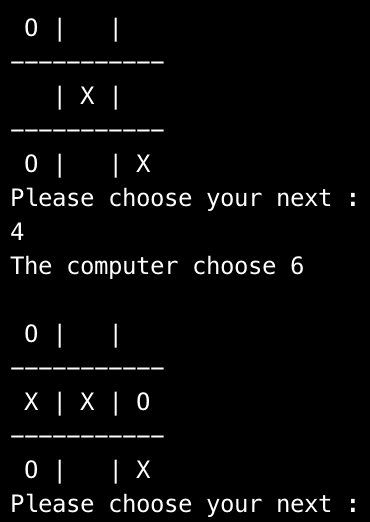 O |   |
-----------
   | X |
-----------
 O |   | X
Please choose your next :
4
The computer choose 6

 O |   |
-----------
 X | X | O
-----------
 O |   | X
Please choose your next :